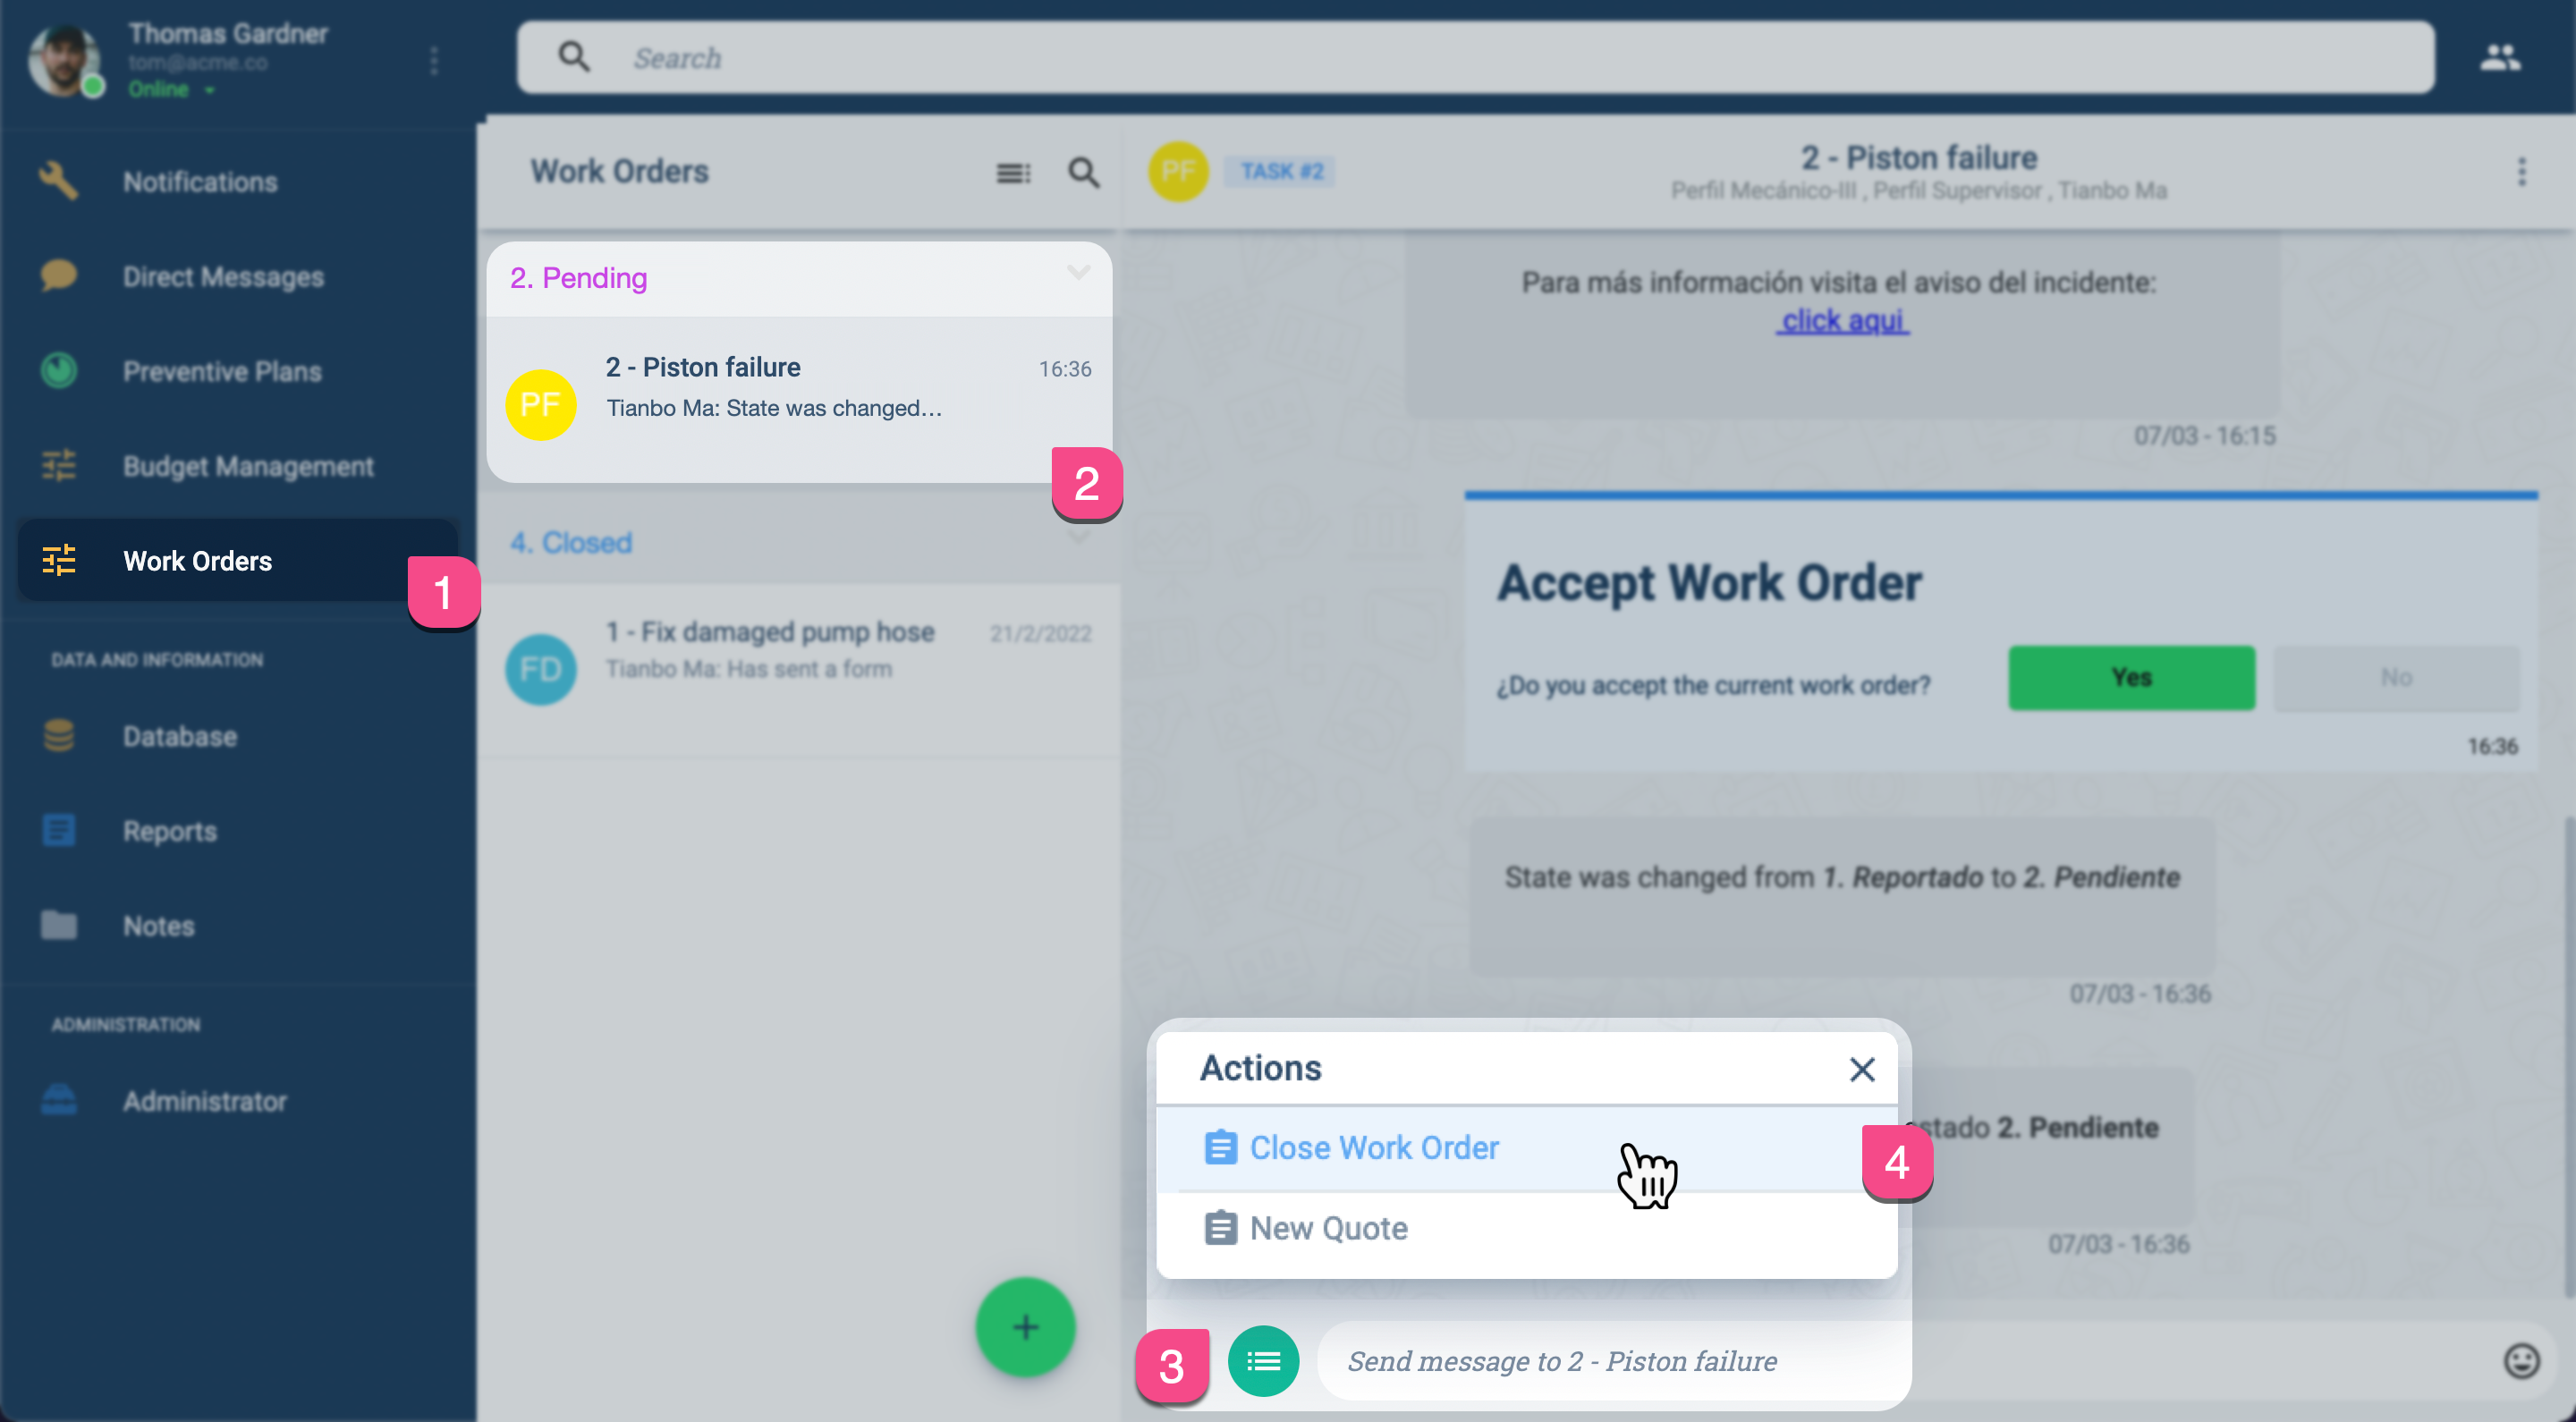 Thomas Gardner
tom@acme.co
Online
Search
Notifications
Direct Messages
Preventive Plans
Budget Management
Work Orders
1
DATA AND INFORMATION
Database
Reports
Notes
ADMINISTRATION
Administrator
Work Orders
2. Pending
2 - Piston failure
16:36
PF
Tianbo Ma: State was changed...
2
4. Closed
1 - Fix damaged pump hose
21/2/2022
FD
Tianbo Ma: Has sent a form
+
PF
TASK #2
2 - Piston failure
Perfil Mecánico-III , Perfil Supervisor , Tianbo Ma
Para más información visita el aviso del incidente:
click aqui
07/03 - 16:15
Accept Work Order
¿Do you accept the current work order?
Yes
No
16:36
State was changed from 1. Reportado to 2. Pendiente
07/03 - 16:36
Actions
Close Work Order
4
New Quote
estado 2. Pendiente
07/03 - 16:36
3
Send message to 2 - Piston failure